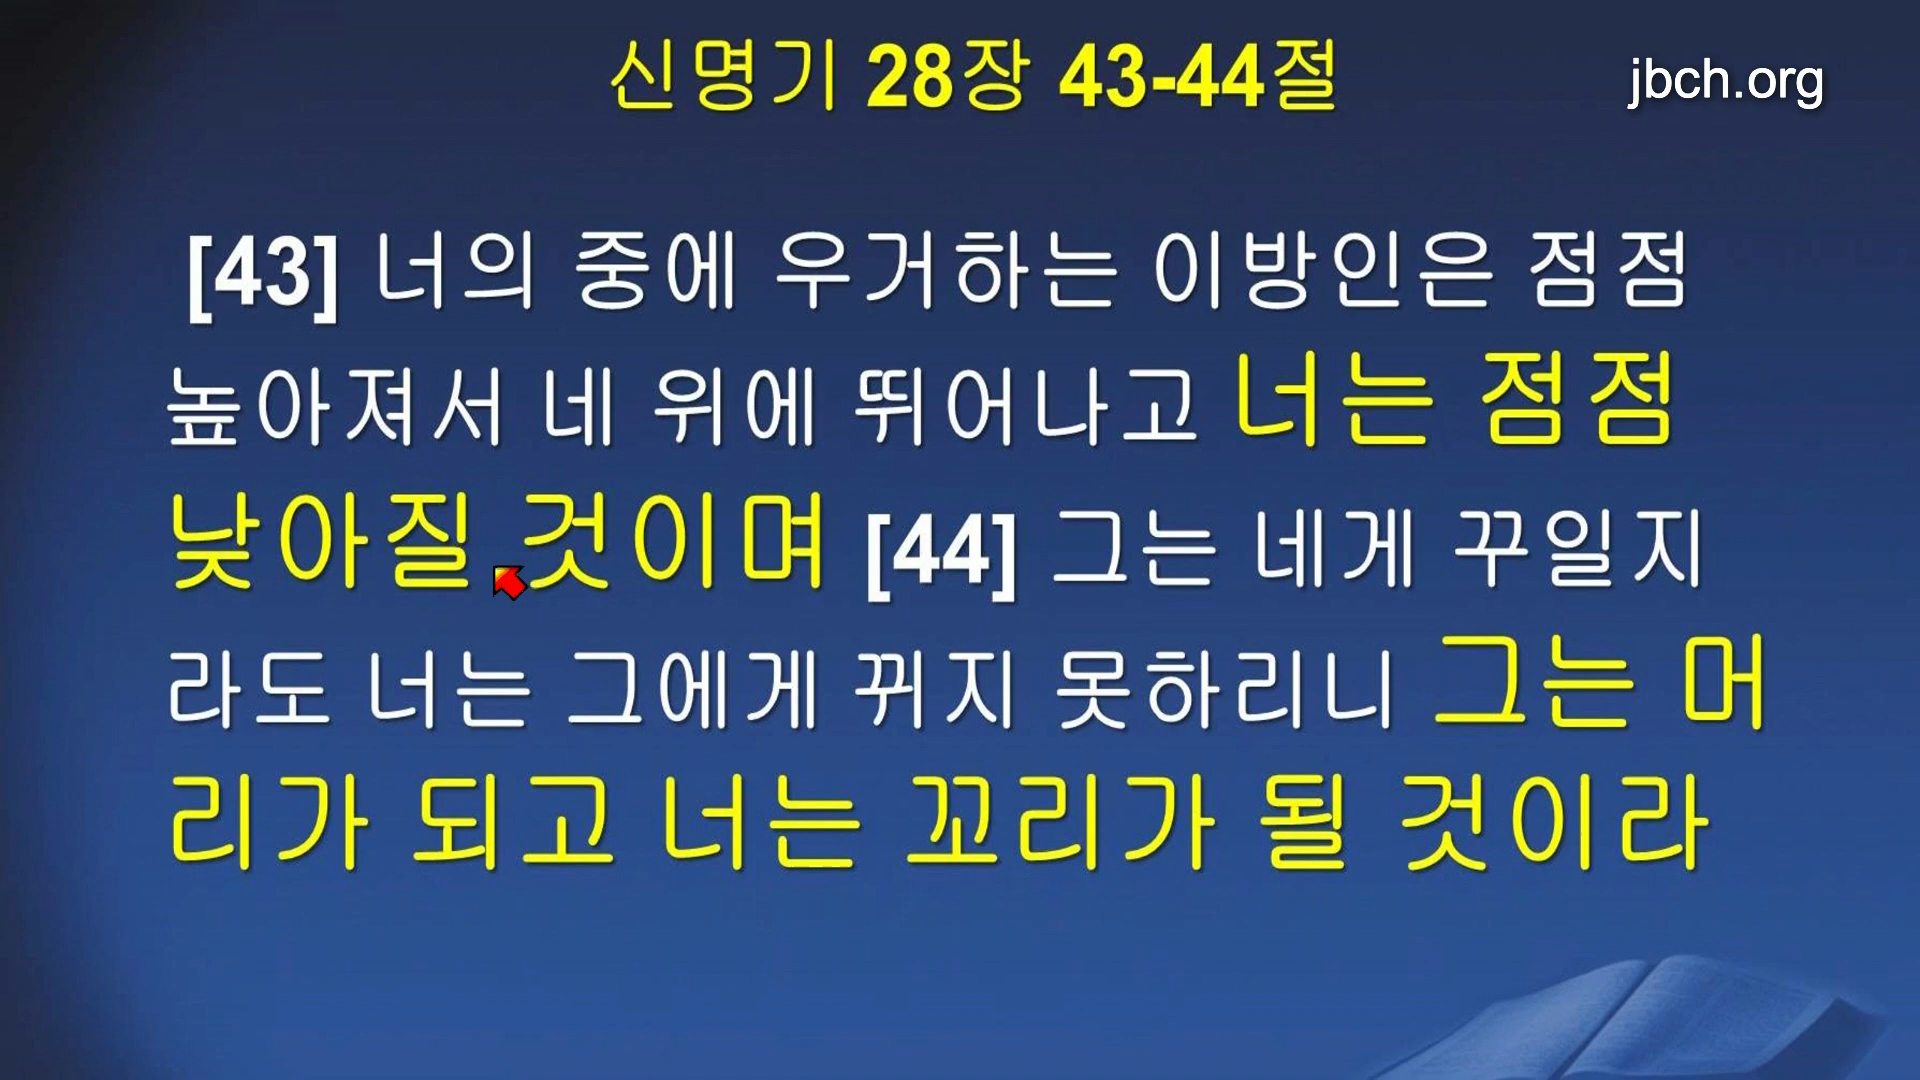 신명기 28장 43-44절
jbch.org
[43] 너의 중에 우거하는 이방인은 점점
높아져서 네 위에 뛰어나고 너는 점점
낮아질 것이며 [44] 그는 네게 꾸일지
라도 너는 그에게 뀌지 못하리니 그는 머
리가 되고 너는 꼬리가 될 것이라